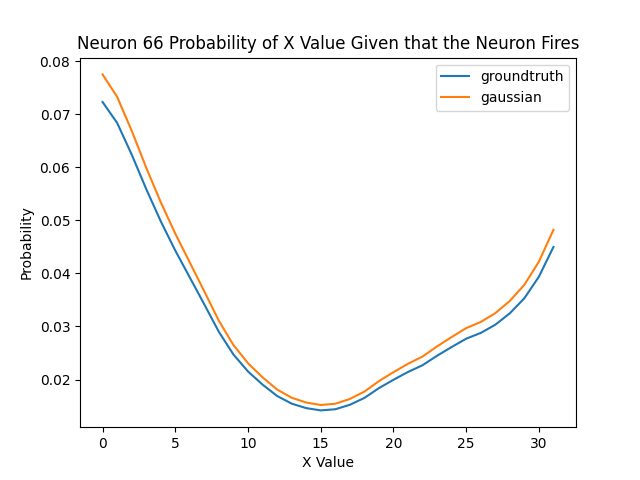 Neuron 66 Probability of X Value Given that the Neuron Fires
groundtruth
gaussian
Probability
0.08
0.07
0.06
0.05
0.04
0.03
0.02
0 5 10 15 20 25 30
X Value